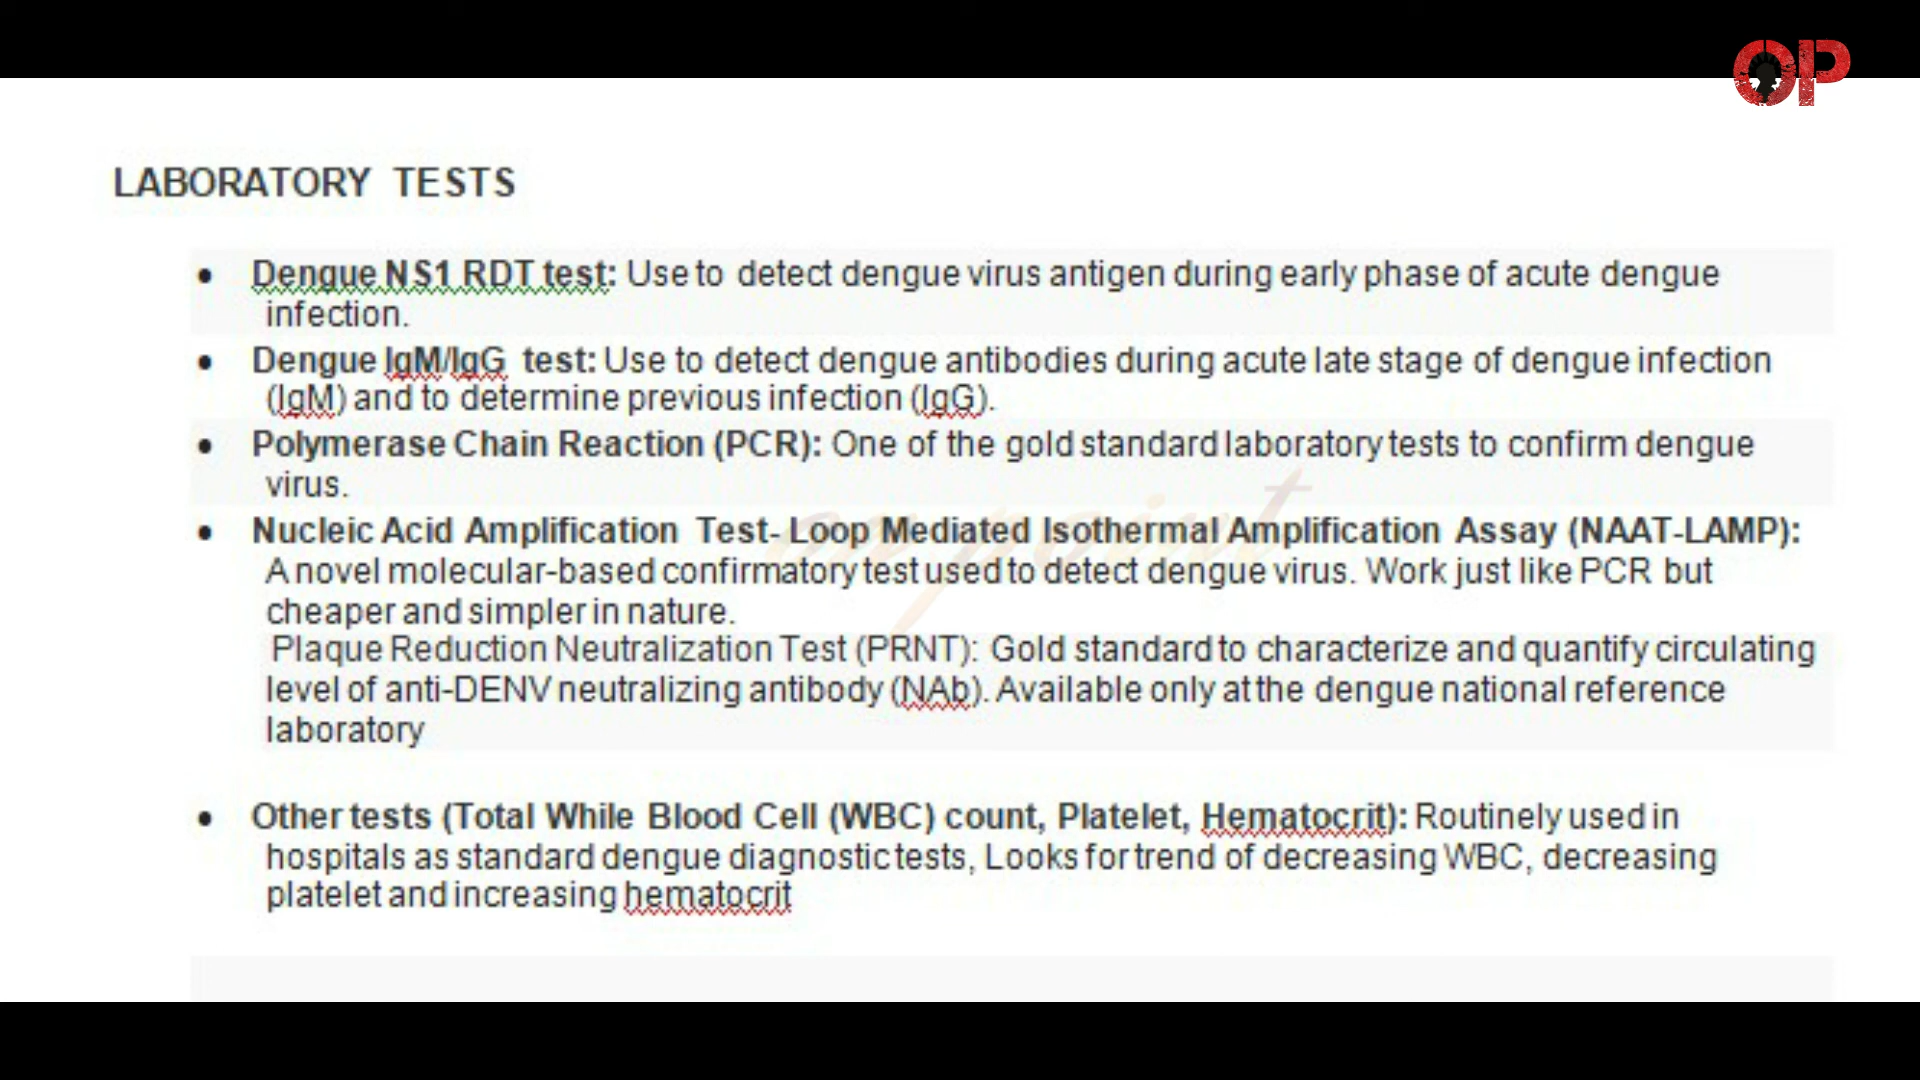 OP
LABORATORY TESTS
• Dengue NS1 RDT test: Use to detect dengue virus antigen during early phase of acute dengue
infection.
• Dengue IgM/IgG test: Use to detect dengue antibodies during acute late stage of dengue infection
(IgM) and to determine previous infection (IgG).
• Polymerase Chain Reaction (PCR): One of the gold standard laboratory tests to confirm dengue
virus.
• Nucleic Acid Amplification Test- Loop Mediated Isothermal Amplification Assay (NAAT-LAMP):
A novel molecular-based confirmatory test used to detect dengue virus. Work just like PCR but
cheaper and simpler in nature.
Plaque Reduction Neutralization Test (PRNT): Gold standard to characterize and quantify circulating
level of anti-DENV neutralizing antibody (NAb). Available only at the dengue national reference
laboratory
• Other tests (Total While Blood Cell (WBC) count, Platelet, Hematocrit): Routinely used in
hospitals as standard dengue diagnostic tests, Looks for trend of decreasing WBC, decreasing
platelet and increasing hematocrit
on point